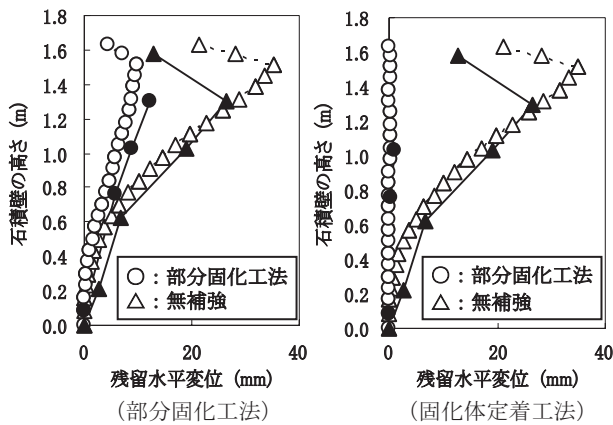 石積壁の高さ (m)
1.8
1.6
1.4
1.2
1.0
0.8
0.6
0.4
0.2
0.0
○：部分固化工法
△：無補強
0
20
40
残留水平変位 (mm)
（部分固化工法）
石積壁の高さ (m)
1.8
1.6
1.4
1.2
1.0
0.8
0.6
0.4
0.2
0.0
○：部分固化工法
△：無補強
0
20
40
残留水平変位 (mm)
（固化体定着工法）